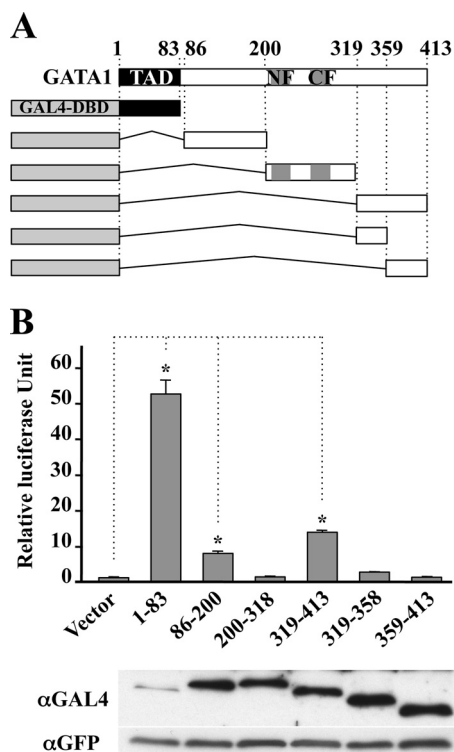 A
1 83 86 200 319 359 413
GATA1 TAD NF CF
GAL4-DBD
B
Relative luciferase Unit
60
50
40
30
20
10
0
* * *
Vector 1-83 86-200 200-318 319-413 319-358 359-413
αGAL4
αGFP